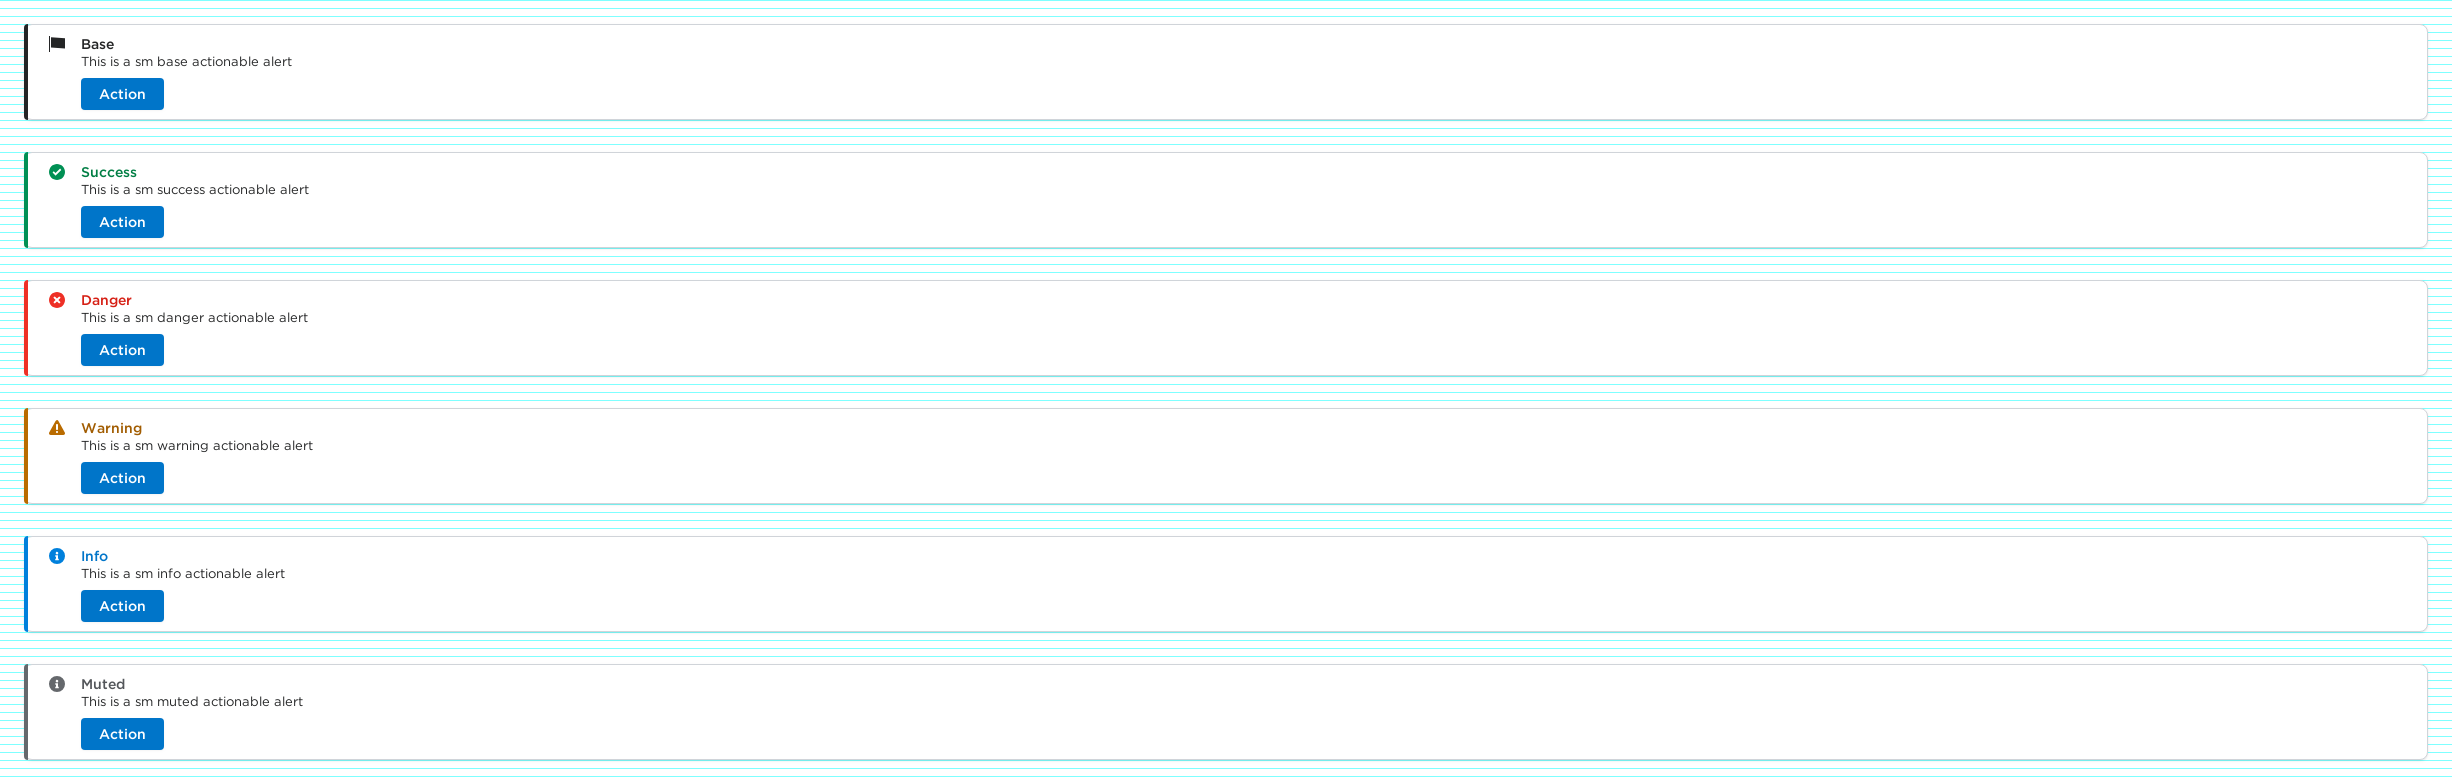 Base
This is a sm base actionable alert
Action
Success
This is a sm success actionable alert
Action
Danger
This is a sm danger actionable alert
Action
Warning
This is a sm warning actionable alert
Action
Info
This is a sm info actionable alert
Action
Muted
This is a sm muted actionable alert
Action